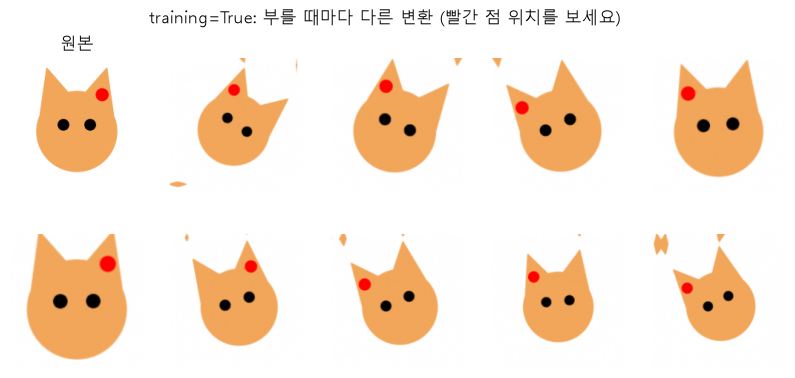 training=True: 부를 때마다 다른 변환 (빨간 점 위치를 보세요)
원본